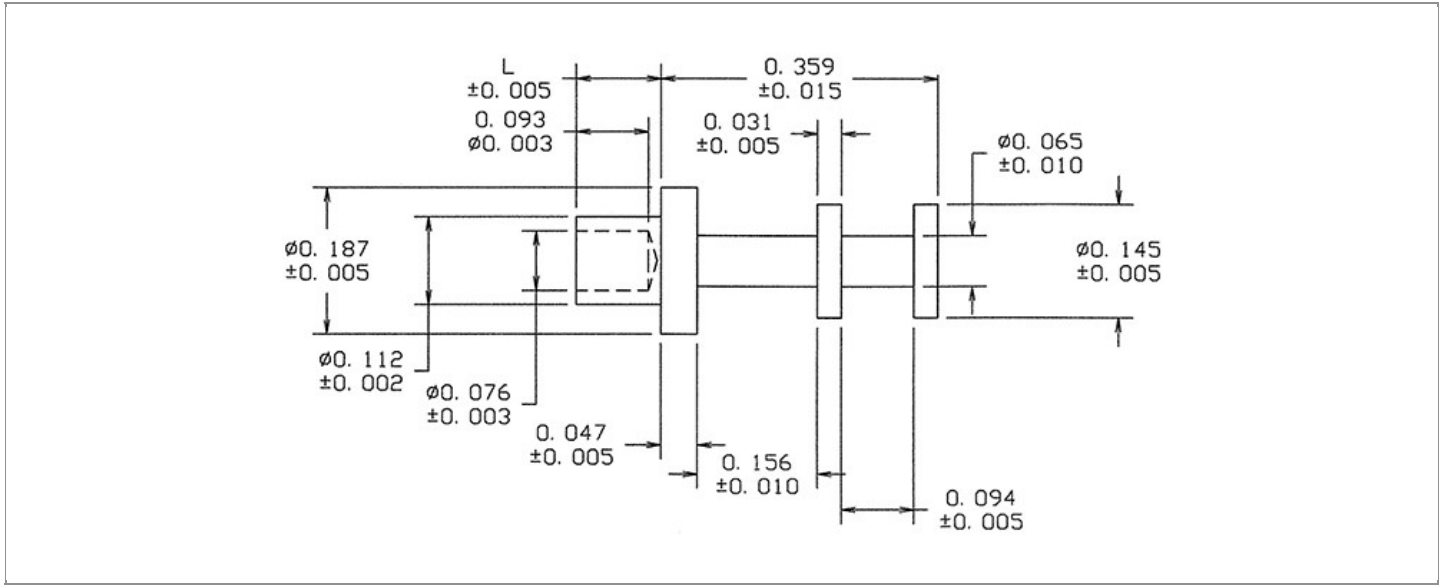 L
±0. 005
0. 359
±0. 015
0. 093
ø0. 003
0. 031
±0. 005
ø0. 065
±0. 010
ø0. 187
±0. 005
ø0. 145
±0. 005
ø0. 112
±0. 002
ø0. 076
±0. 003
0. 047
±0. 005
0. 156
±0. 010
0. 094
±0. 005